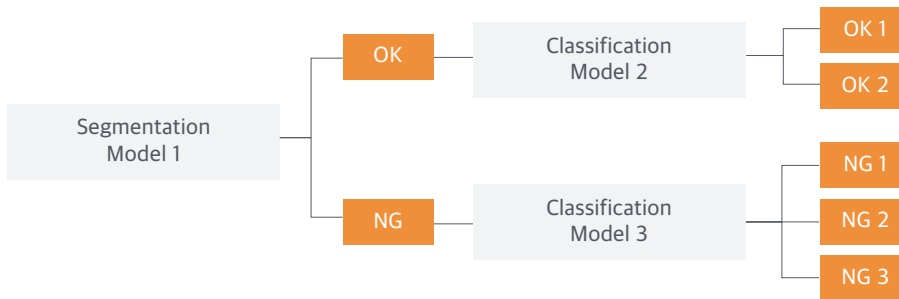 Segmentation
Model 1
OK
NG
Classification
Model 2
Classification
Model 3
OK 1
OK 2
NG 1
NG 2
NG 3